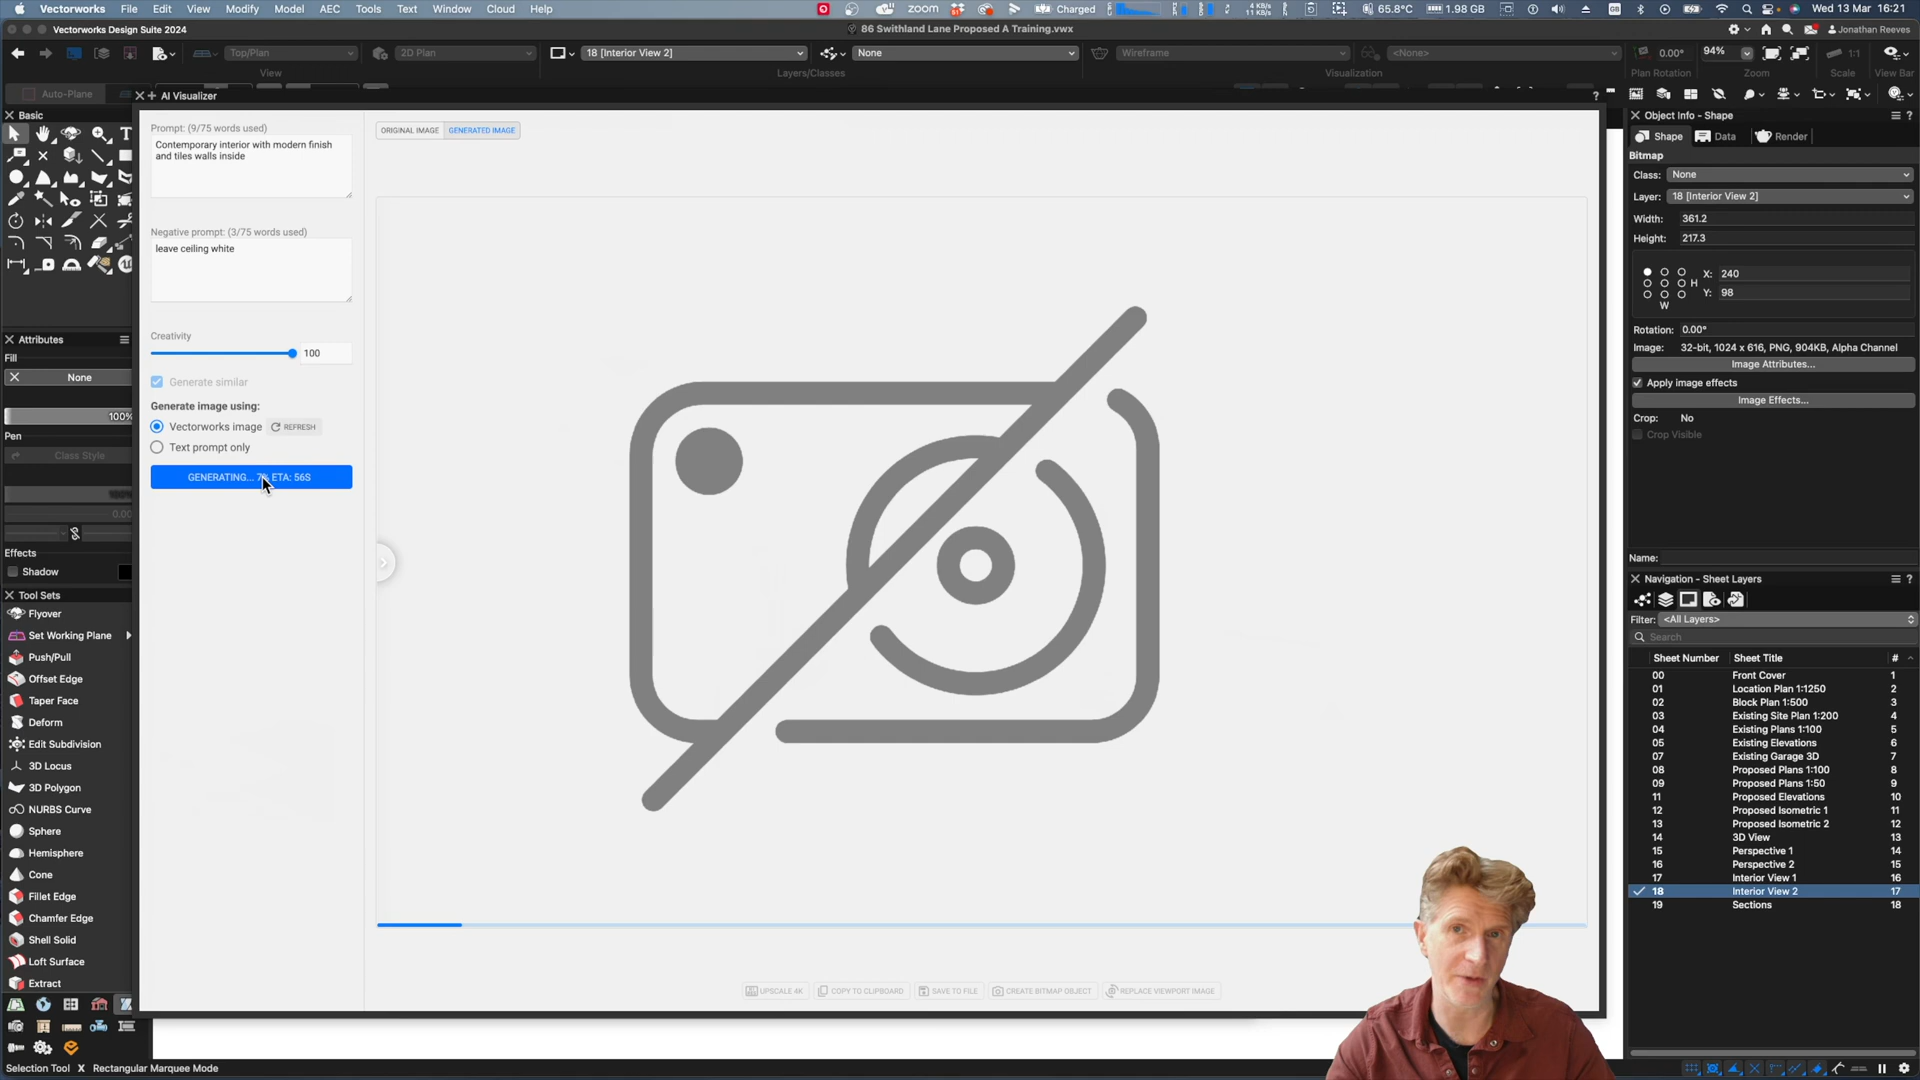 Vectorworks File Edit View Modify Model AEC Tools Text Window Cloud Help
zoom Charged 4 KB/s 11 KB/s 65.8°C 1.98 GB Wed 13 Mar 16:21
Vectorworks Design Suite 2024 86 Swithland Lane Proposed A Training.vwx Jonathan Reeves
Top/Plan 2D Plan 18 [Interior View 2] None Wireframe <None> 0.00° 94% 1:1
View Layers/Classes Visualization Plan Rotation Zoom Scale View Bar
Auto-Plane AI Visualizer ?
Basic
Prompt: (9/75 words used)
Contemporary interior with modern finish
and tiles walls inside
Negative prompt: (3/75 words used)
leave ceiling white
Creativity
100
Generate similar
Generate image using:
Vectorworks image REFRESH
Text prompt only
GENERATING... 7% ETA: 56S
ORIGINAL IMAGE GENERATED IMAGE
UPSCALE 4K COPY TO CLIPBOARD SAVE TO FILE CREATE BITMAP OBJECT REPLACE VIEWPORT IMAGE
Attributes
Fill
None
100%
Pen
Class Style
Effects
Shadow
Tool Sets
Flyover
Set Working Plane
Push/Pull
Offset Edge
Taper Face
Deform
Edit Subdivision
3D Locus
3D Polygon
NURBS Curve
Sphere
Hemisphere
Cone
Fillet Edge
Chamfer Edge
Shell Solid
Loft Surface
Extract
Selection Tool X Rectangular Marquee Mode
Object Info - Shape
Shape Data Render
Bitmap
Class: None
Layer: 18 [Interior View 2]
Width: 361.2
Height: 217.3
H X: 240
Y: 98
W
Rotation: 0.00°
Image: 32-bit, 1024 x 616, PNG, 904KB, Alpha Channel
Image Attributes...
Apply image effects
Image Effects...
Crop: No
Crop Visible
Name:
Navigation - Sheet Layers
Filter: <All Layers>
Search
Sheet Number Sheet Title #
00 Front Cover 1
01 Location Plan 1:1250 2
02 Block Plan 1:500 3
03 Existing Site Plan 1:200 4
04 Existing Plans 1:100 5
05 Existing Elevations 6
07 Existing Garage 3D 7
08 Proposed Plans 1:100 8
09 Proposed Plans 1:50 9
11 Proposed Elevations 10
12 Proposed Isometric 1 11
13 Proposed Isometric 2 12
14 3D View 13
15 Perspective 1 14
16 Perspective 2 15
17 Interior View 1 16
18 Interior View 2 17
19 Sections 18